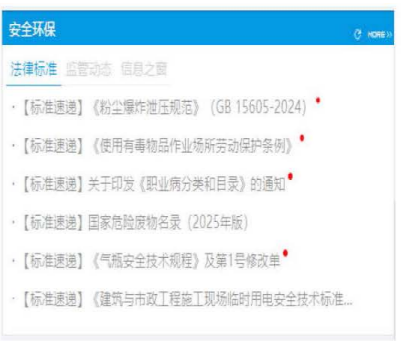 安全环保
MORE »
法律标准 监管动态 信息之窗
·【标准速递】《粉尘爆炸泄压规范》（GB 15605-2024）
·【标准速递】《使用有毒物品作业场所劳动保护条例》
·【标准速递】关于印发《职业病分类和目录》的通知
·【标准速递】国家危险废物名录（2025年版）
·【标准速递】《气瓶安全技术规程》及第1号修改单
·【标准速递】《建筑与市政工程施工现场临时用电安全技术标准...